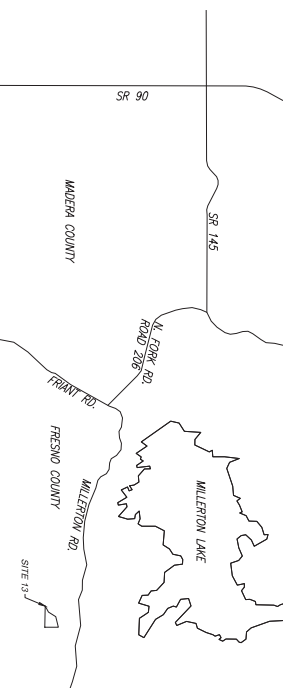 SR 90
SR 145
MADERA COUNTY
N. FORK RD.
ROAD 206
FRIANT RD.
FRESNO COUNTY
MILLERTON RD.
MILLERTON LAKE
SITE 13